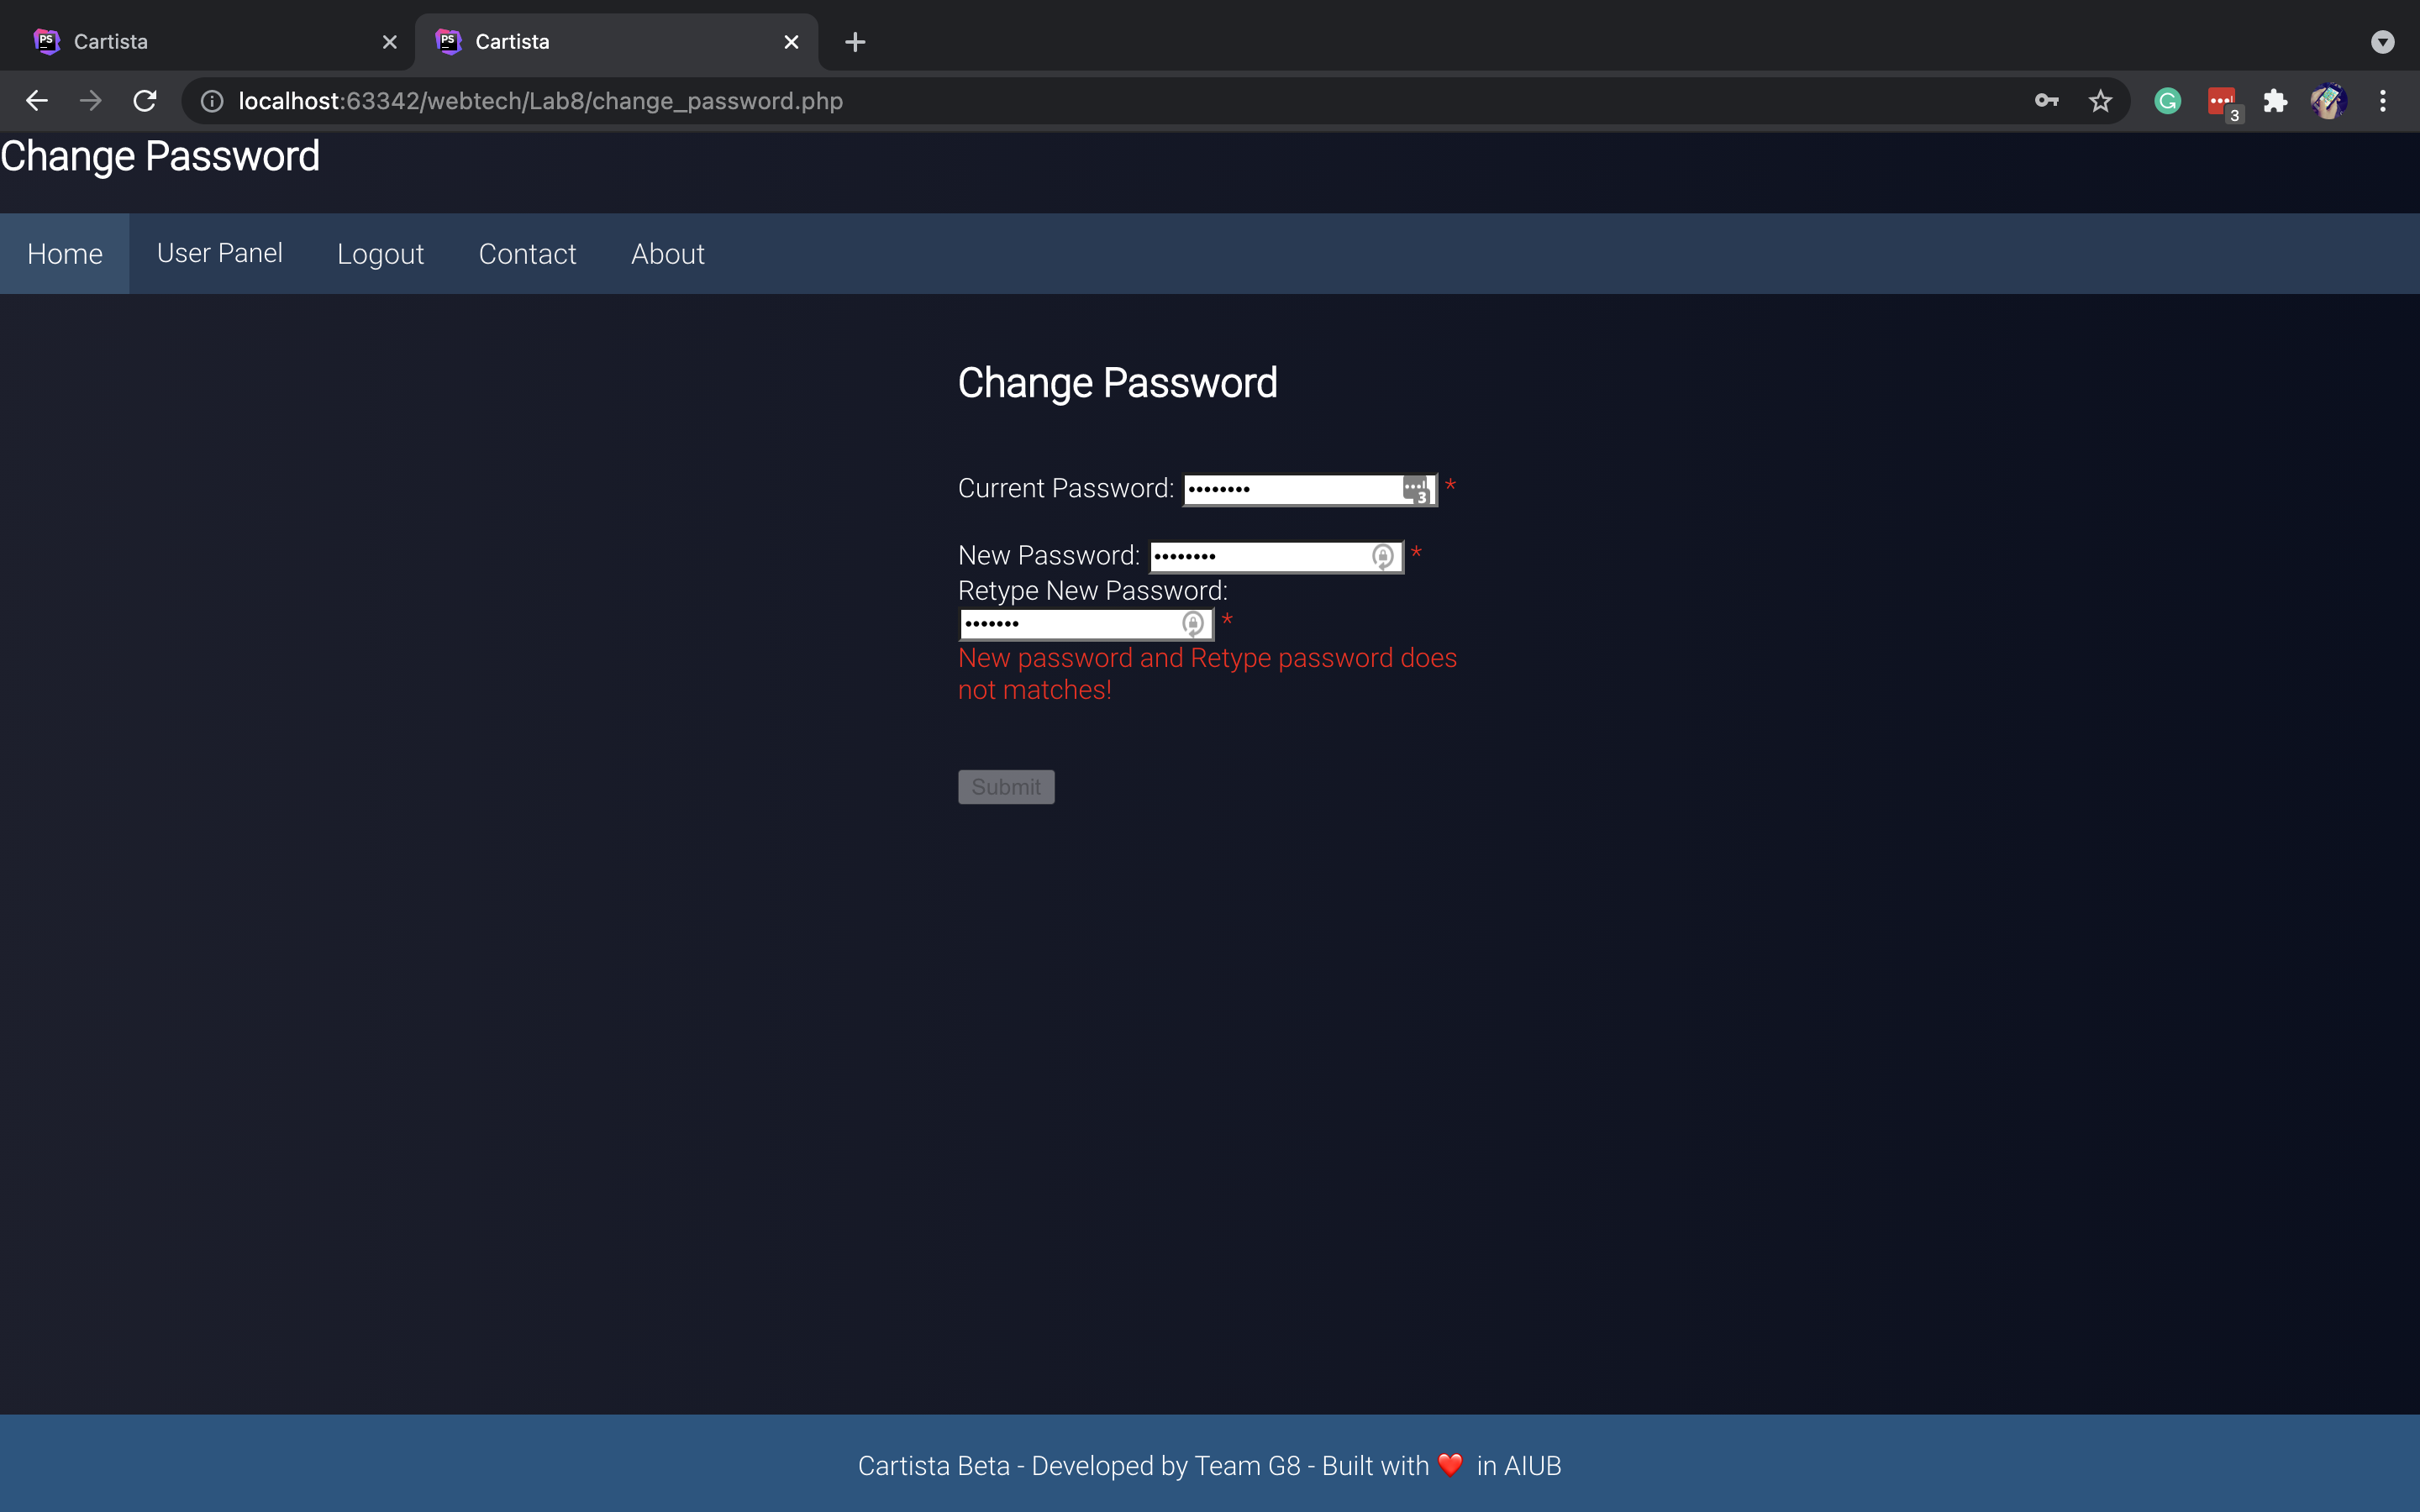 Cartista
Cartista
localhost:63342/webtech/Lab8/change_password.php
3
Change Password
Home User Panel Logout Contact About
Change Password
Current Password: •••••••• 3 *
New Password: •••••••• *
Retype New Password:
••••••• *
New password and Retype password does
not matches!
Submit
Cartista Beta - Developed by Team G8 - Built with ❤️ in AIUB